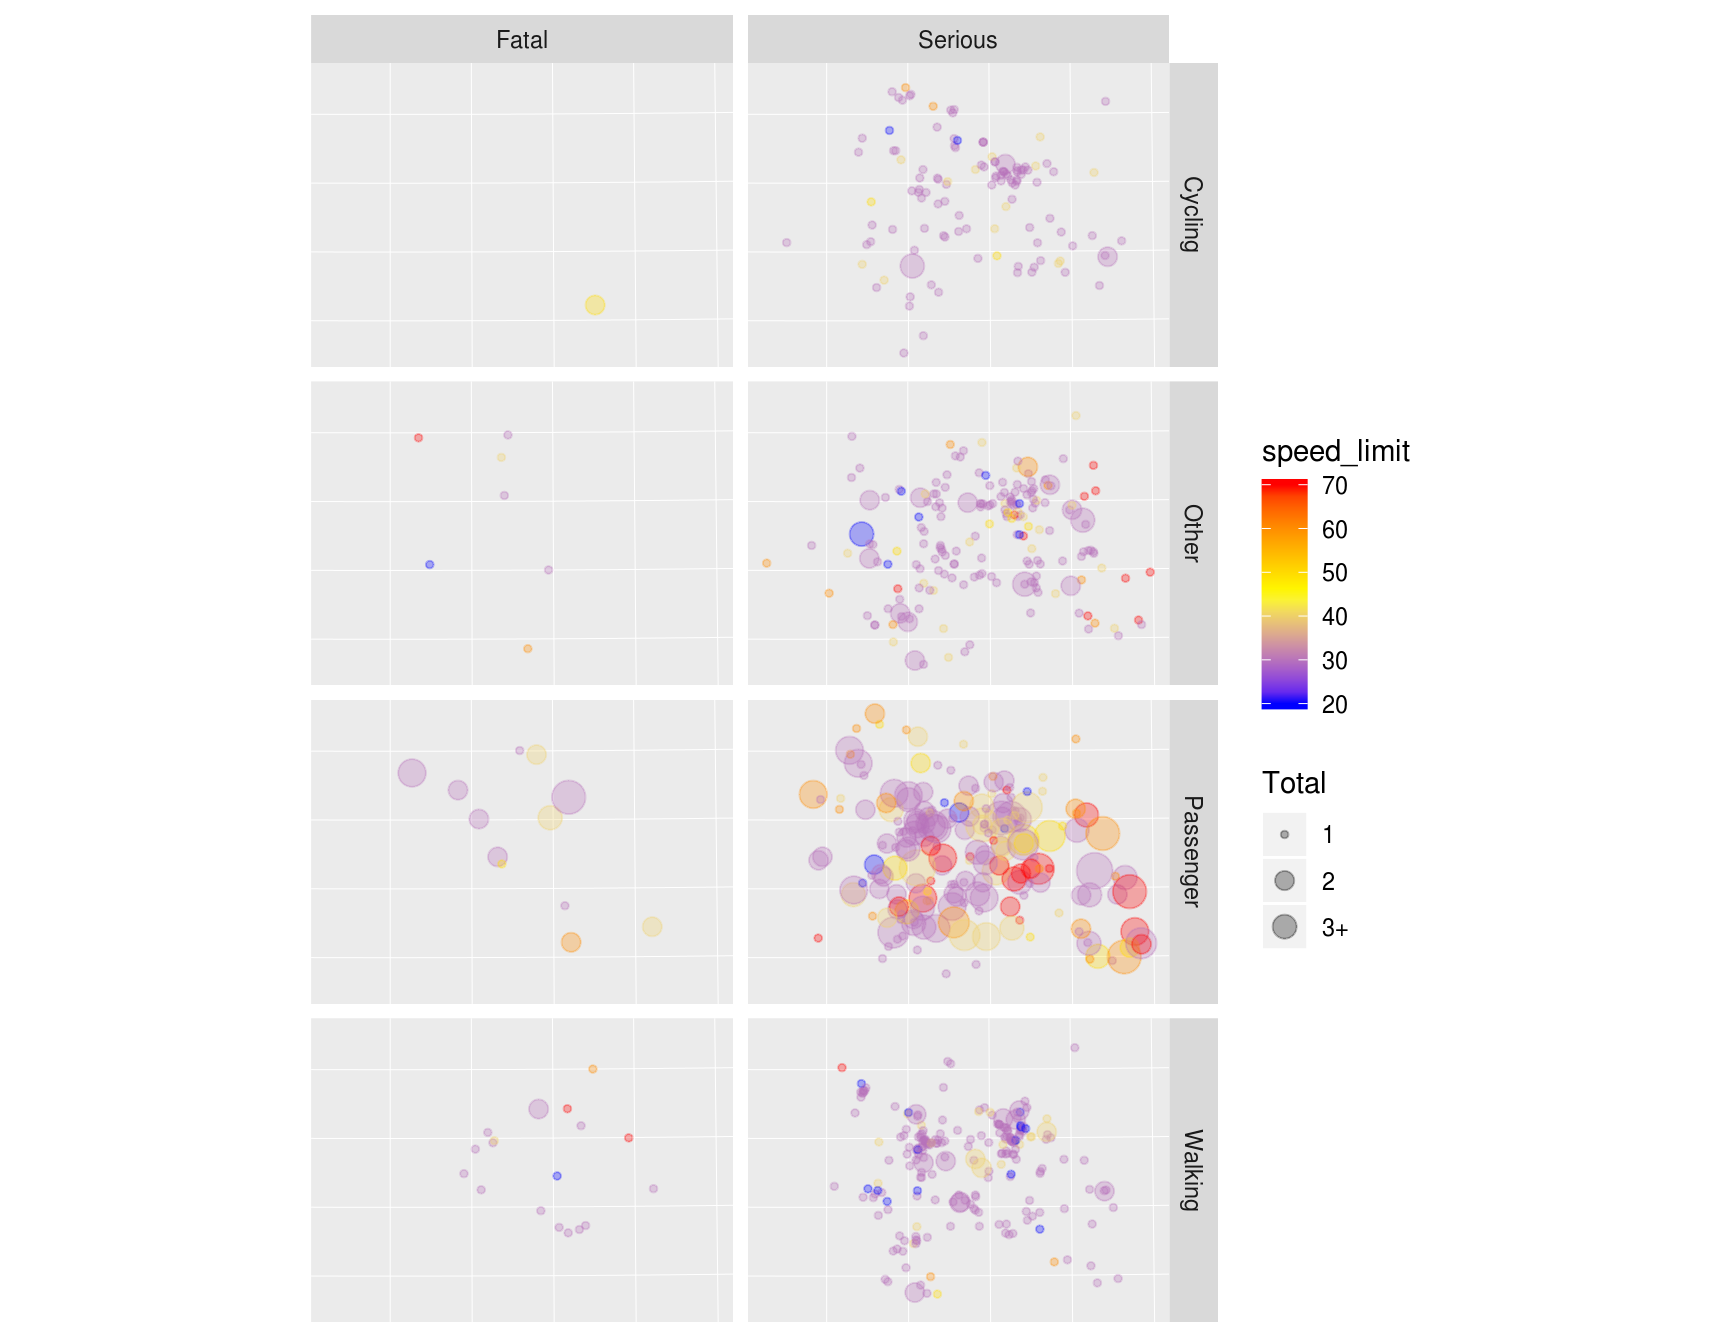 Fatal
Serious
Cycling
Other
Passenger
Walking
speed_limit
70
60
50
40
30
20
Total
1
2
3+